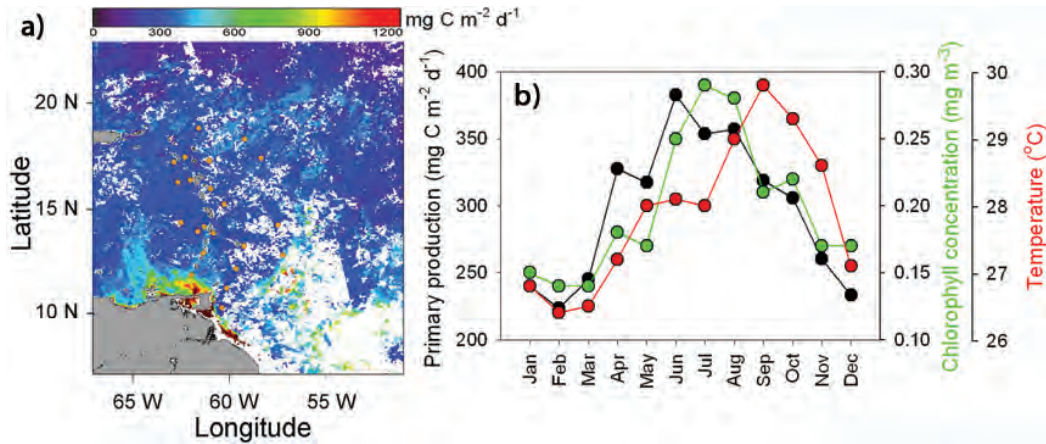 a)
0 300 600 900 1200
mg C m⁻² d⁻¹
20 N
15 N
10 N
Latitude
65 W 60 W 55 W
Longitude
b)
Primary production (mg C m⁻² d⁻¹)
400
350
300
250
200
0.30
0.25
0.20
0.15
0.10
Chlorophyll concentration (mg m⁻³)
30
29
28
27
26
Temperature (°C)
Jan
Feb
Mar
Apr
May
Jun
Jul
Aug
Sep
Oct
Nov
Dec